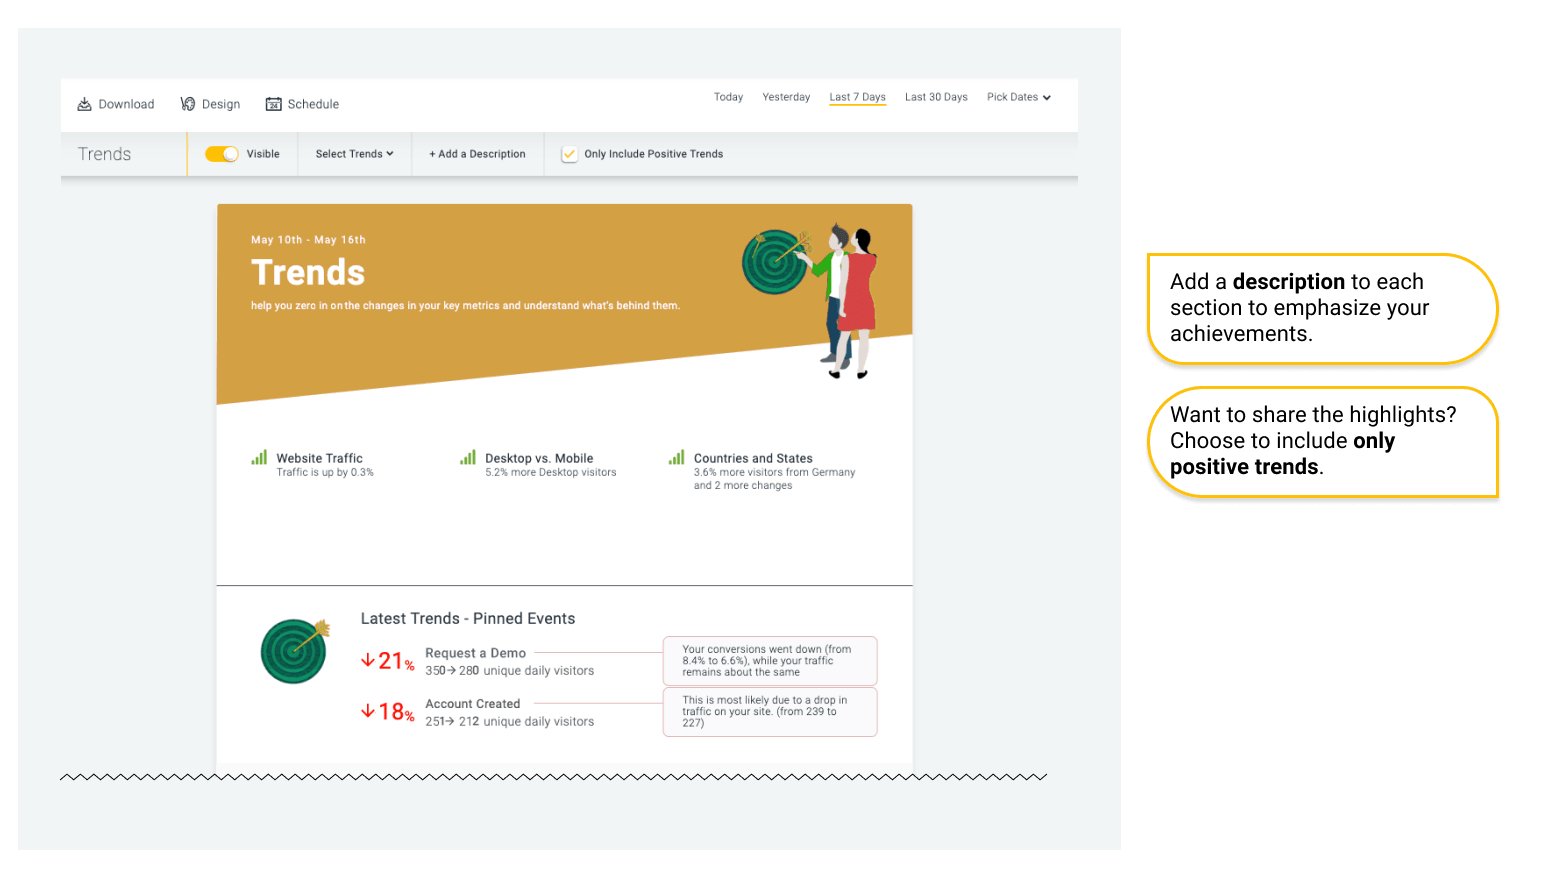 Download Design Schedule
Today Yesterday Last 7 Days Last 30 Days Pick Dates
24
Trends Visible Select Trends + Add a Description Only Include Positive Trends
May 10th - May 16th
Trends
help you zero in on the changes in your key metrics and understand what's behind them.
Website Traffic
Traffic is up by 0.3%
Desktop vs. Mobile
5.2% more Desktop visitors
Countries and States
3.6% more visitors from Germany
and 2 more changes
Latest Trends - Pinned Events
↓21%
Request a Demo
350→ 280 unique daily visitors
Your conversions went down (from
8.4% to 6.6%), while your traffic
remains about the same
↓18%
Account Created
251→ 212 unique daily visitors
This is most likely due to a drop in
traffic on your site. (from 239 to
227)
Add a description to each
section to emphasize your
achievements.
Want to share the highlights?
Choose to include only
positive trends.